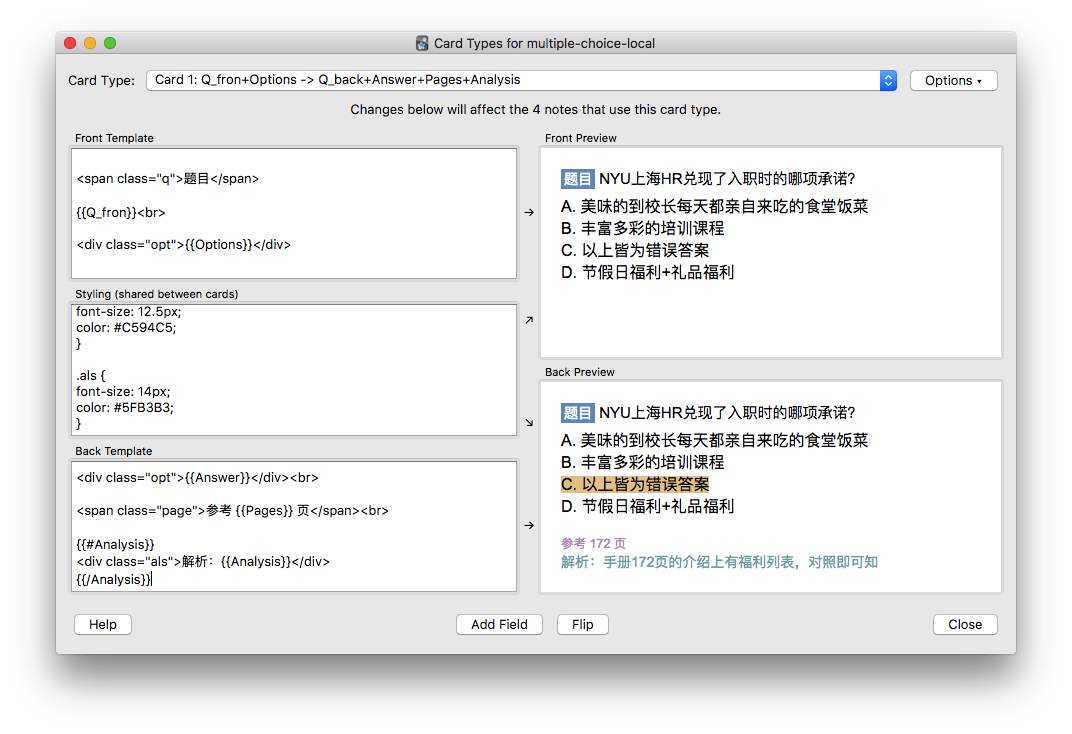 Card Types for multiple-choice-local
Card Type:
Card 1: Q_fron+Options -> Q_back+Answer+Pages+Analysis
Options
Changes below will affect the 4 notes that use this card type.
Front Template
<span class="q">题目</span>
{{Q_fron}}<br>
<div class="opt">{{Options}}</div>
Front Preview
题目 NYU上海HR兑现了入职时的哪项承诺?
A. 美味的到校长每天都亲自来吃的食堂饭菜
B. 丰富多彩的培训课程
C. 以上皆为错误答案
D. 节假日福利+礼品福利
Styling (shared between cards)
font-size: 12.5px;
color: #C594C5;
}
.als {
font-size: 14px;
color: #5FB3B3;
}
Back Template
<div class="opt">{{Answer}}</div><br>
<span class="page">参考 {{Pages}} 页</span><br>
{{#Analysis}}
<div class="als">解析：{{Analysis}}</div>
{{/Analysis}}
Back Preview
题目 NYU上海HR兑现了入职时的哪项承诺?
A. 美味的到校长每天都亲自来吃的食堂饭菜
B. 丰富多彩的培训课程
C. 以上皆为错误答案
D. 节假日福利+礼品福利
参考 172 页
解析：手册172页的介绍上有福利列表，对照即可知
Help
Add Field
Flip
Close